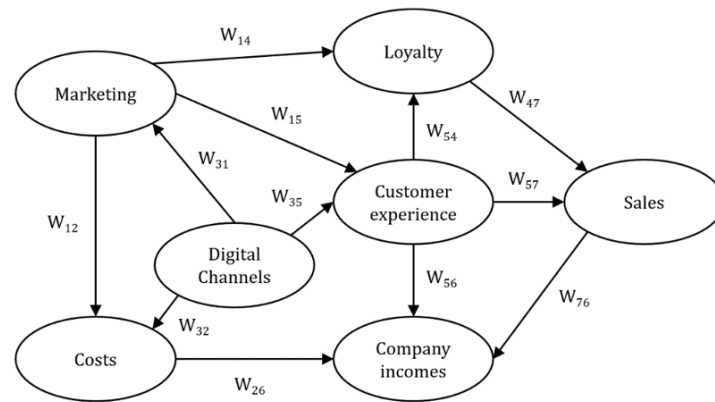 W14
Loyalty
Marketing
W47
W15
W54
W31
Customer
experience
W57
W35
Sales
W12
Digital
Channels
W56
W76
W32
Costs
Company
incomes
W26